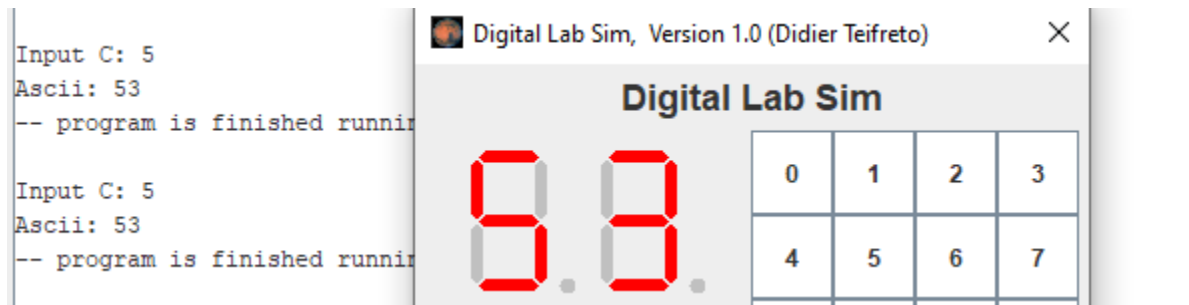 Input C: 5
Ascii: 53
-- program is finished runnin
Input C: 5
Ascii: 53
-- program is finished runnin
Digital Lab Sim, Version 1.0 (Didier Teifreto)
Digital Lab Sim
53
0 1 2 3
4 5 6 7